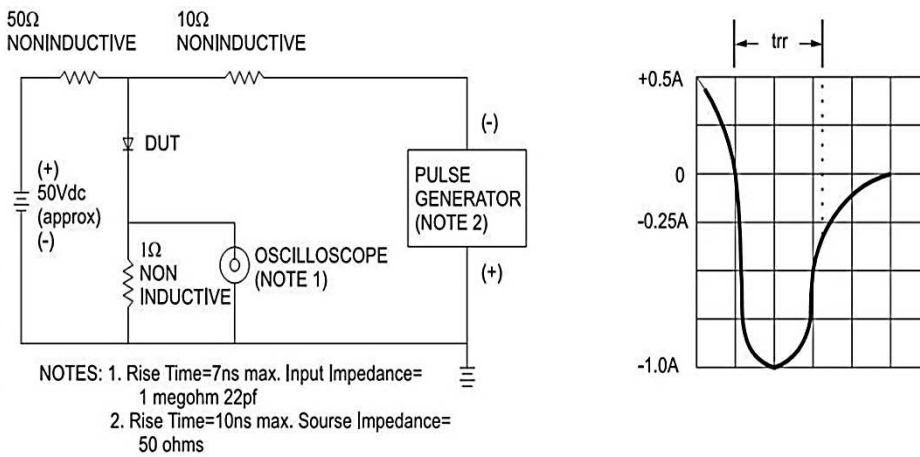 50Ω
NONINDUCTIVE
10Ω
NONINDUCTIVE
DUT
(+)
50Vdc
(approx)
(-)
1Ω
NON
INDUCTIVE
OSCILLOSCOPE
(NOTE 1)
(-)
PULSE
GENERATOR
(NOTE 2)
(+)
NOTES: 1. Rise Time=7ns max. Input Impedance=
1 megohm 22pf
2. Rise Time=10ns max. Sourse Impedance=
50 ohms
trr
+0.5A
0
-0.25A
-1.0A